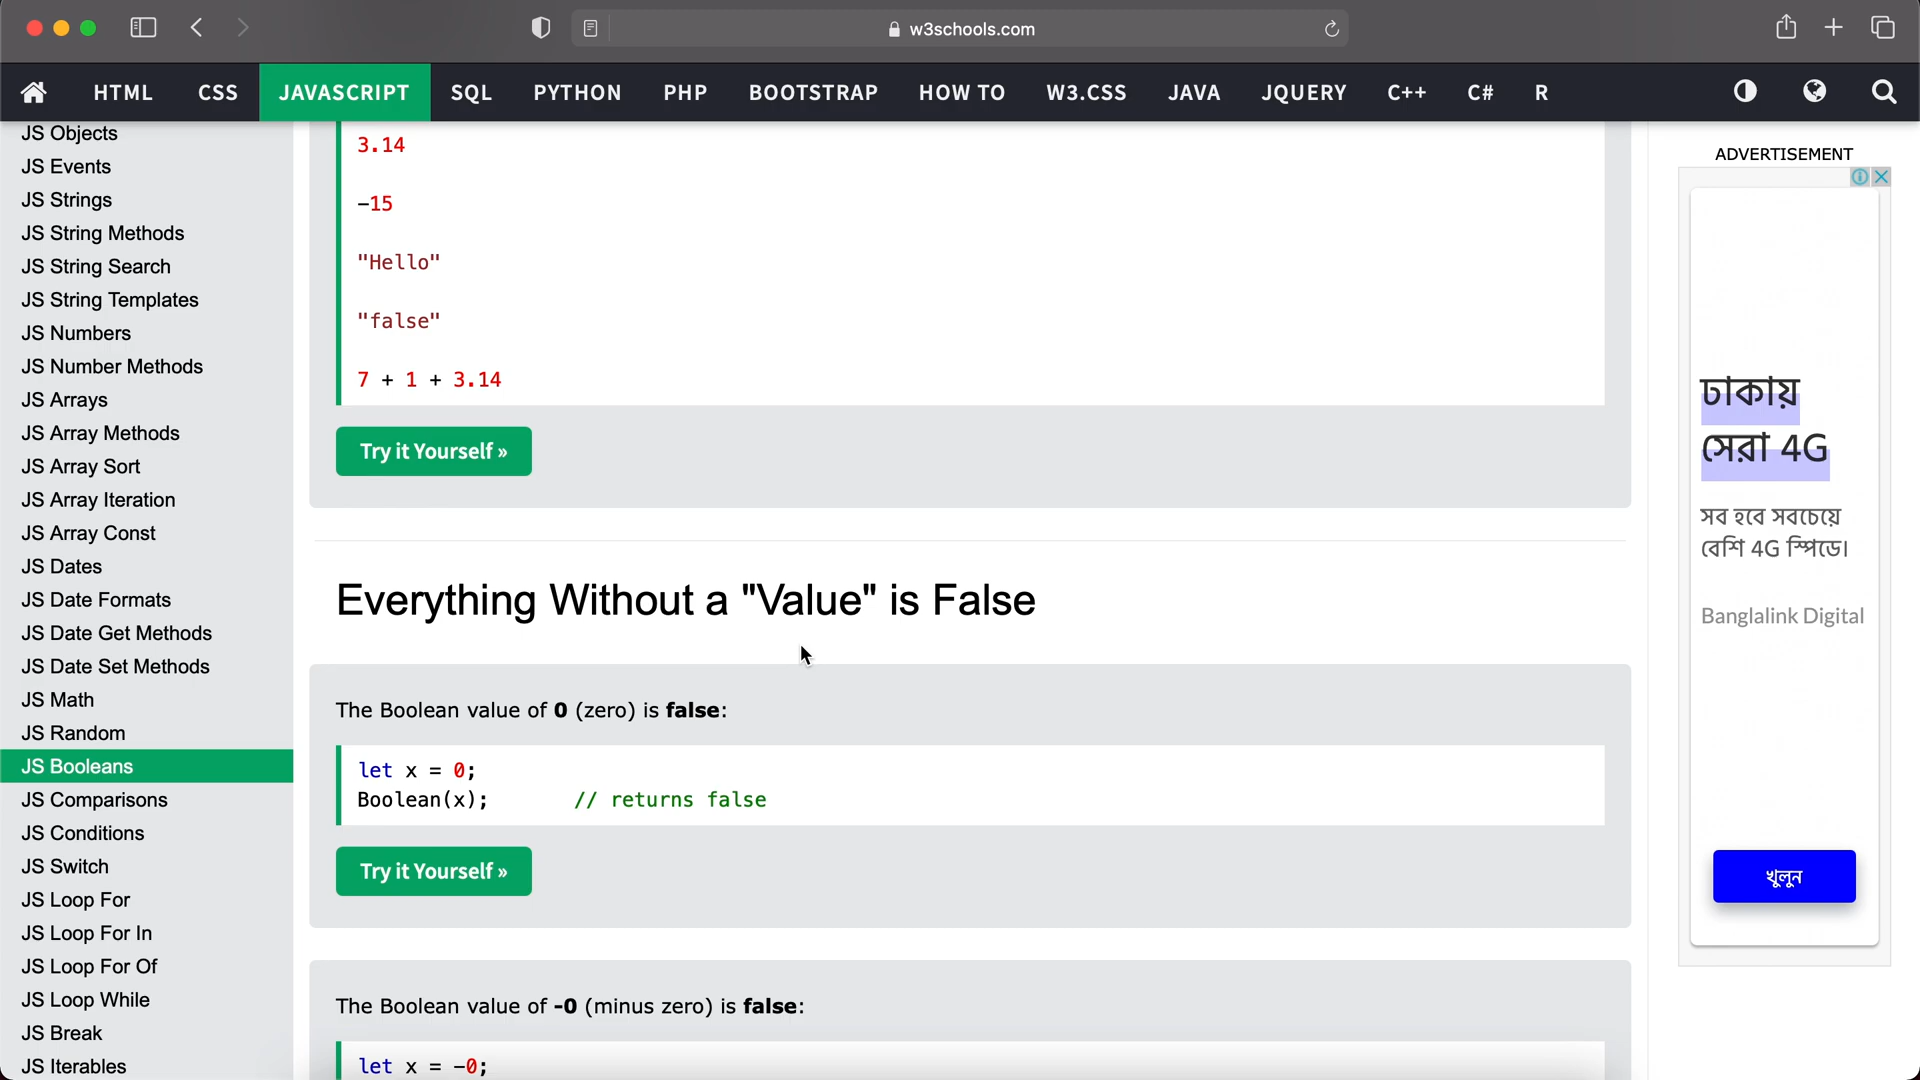 w3schools.com
HTML CSS JAVASCRIPT SQL PYTHON PHP BOOTSTRAP HOW TO W3.CSS JAVA JQUERY C++ C# R
JS Objects
JS Events
JS Strings
JS String Methods
JS String Search
JS String Templates
JS Numbers
JS Number Methods
JS Arrays
JS Array Methods
JS Array Sort
JS Array Iteration
JS Array Const
JS Dates
JS Date Formats
JS Date Get Methods
JS Date Set Methods
JS Math
JS Random
JS Booleans
JS Comparisons
JS Conditions
JS Switch
JS Loop For
JS Loop For In
JS Loop For Of
JS Loop While
JS Break
JS Iterables
3.14
-15
"Hello"
"false"
7 + 1 + 3.14
Try it Yourself »
Everything Without a "Value" is False
The Boolean value of 0 (zero) is false:
let x = 0;
Boolean(x);       // returns false
Try it Yourself »
The Boolean value of -0 (minus zero) is false:
let x = -0;
ADVERTISEMENT
ঢাকায়
সেরা 4G
সব হবে সবচেয়ে
বেশি 4G স্পিডে।
Banglalink Digital
খুলুন